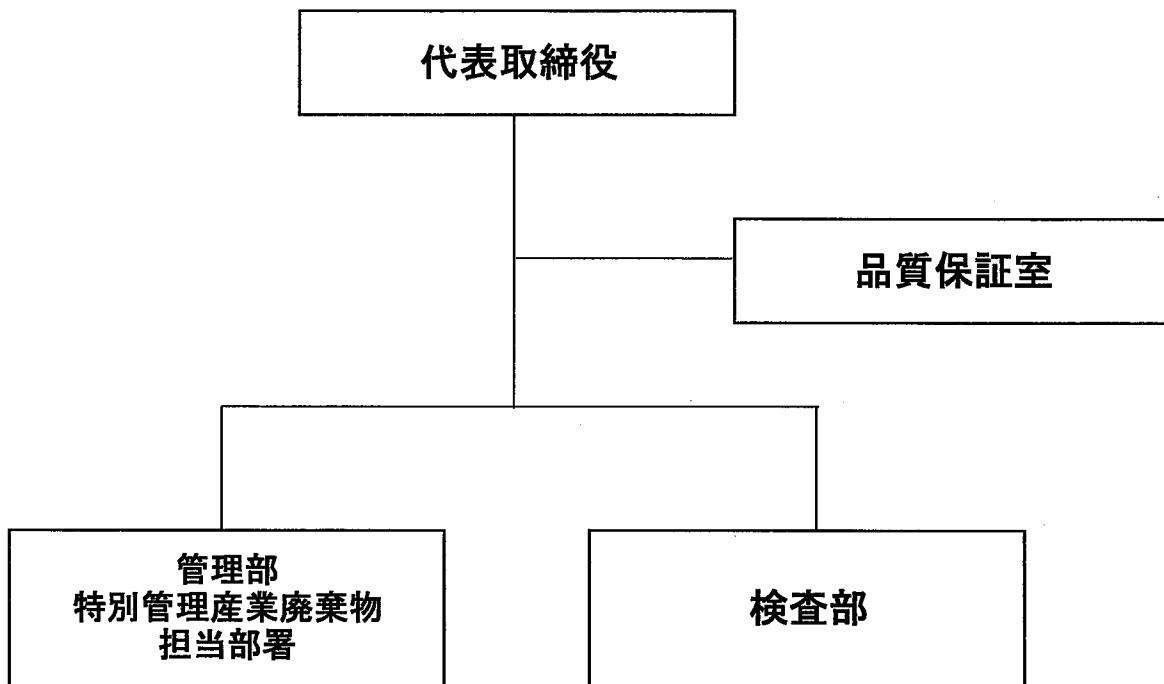 代表取締役
品質保証室
管理部
特別管理産業廃棄物
担当部署
検査部